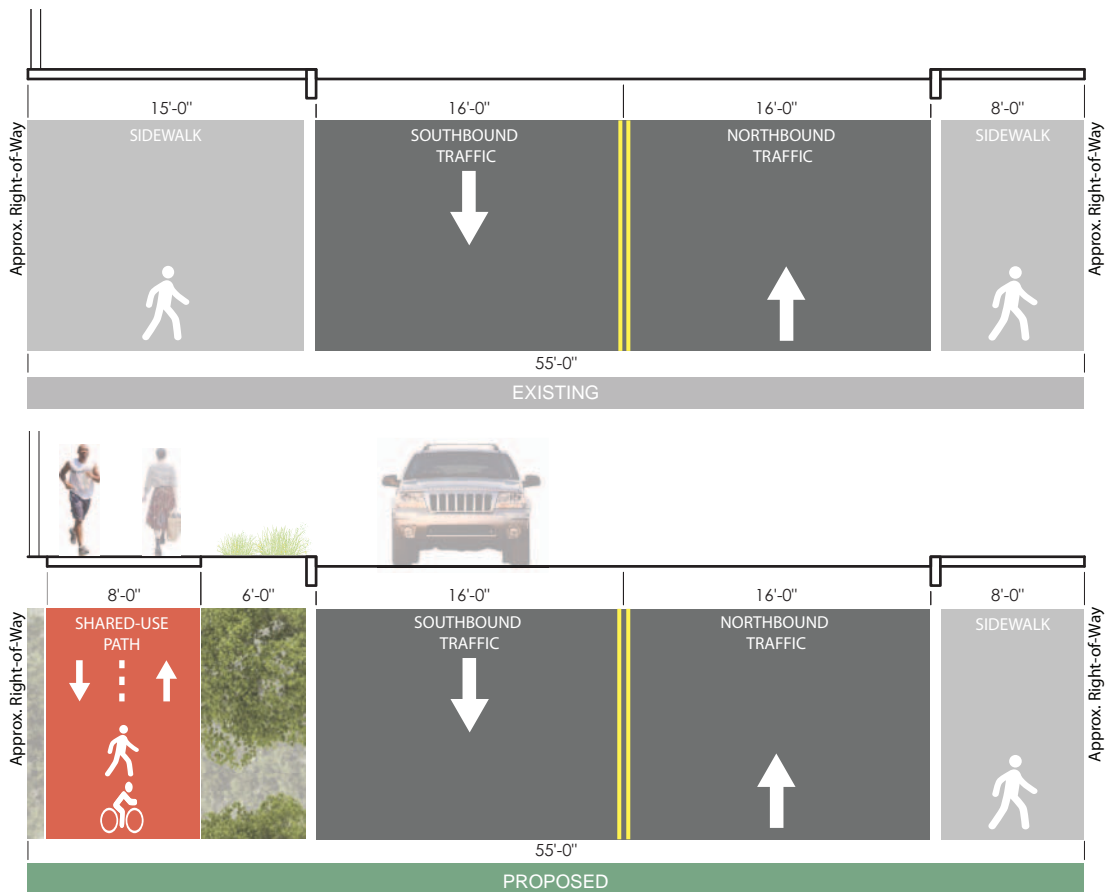 15'-0"
16'-0"
16'-0"
8'-0"
Approx. Right-of-Way
SIDEWALK
SOUTHBOUND
TRAFFIC
NORTHBOUND
TRAFFIC
SIDEWALK
Approx. Right-of-Way
55'-0"
EXISTING
8'-0"
6'-0"
16'-0"
16'-0"
8'-0"
Approx. Right-of-Way
SHARED-USE
PATH
SOUTHBOUND
TRAFFIC
NORTHBOUND
TRAFFIC
SIDEWALK
Approx. Right-of-Way
55'-0"
PROPOSED